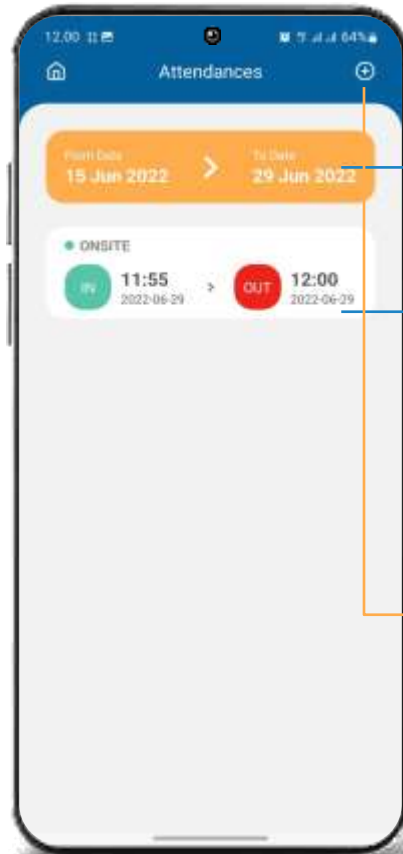 12.00
64%
Attendances
From Date
To Date
15 Jun 2022
29 Jun 2022
ONSITE
IN
11:55
2022-06-29
OUT
12:00
2022-06-29